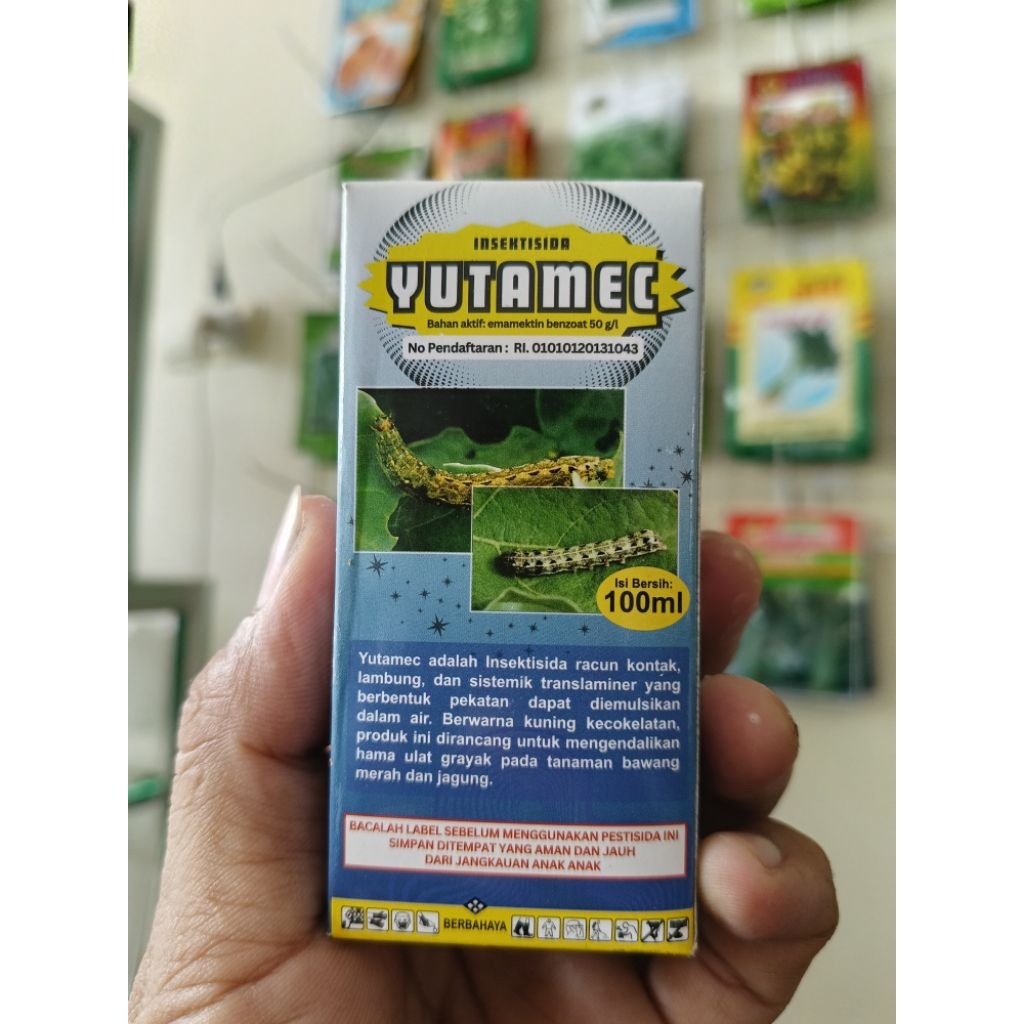 INSEKTISIDA
YUTAMEC
Bahan aktif: emamektin benzoat 50 g/l
No Pendaftaran : RI. 01010120131043
Isi Bersih:
100ml
Yutamec adalah Insektisida racun kontak,
lambung, dan sistemik translaminer yang
berbentuk pekatan dapat diemulsikan
dalam air. Berwarna kuning kecokelatan,
produk ini dirancang untuk mengendalikan
hama ulat grayak pada tanaman bawang
merah dan jagung.
BACALAH LABEL SEBELUM MENGGUNAKAN PESTISIDA INI
SIMPAN DITEMPAT YANG AMAN DAN JAUH
DARI JANGKAUAN ANAK ANAK
BERBAHAYA